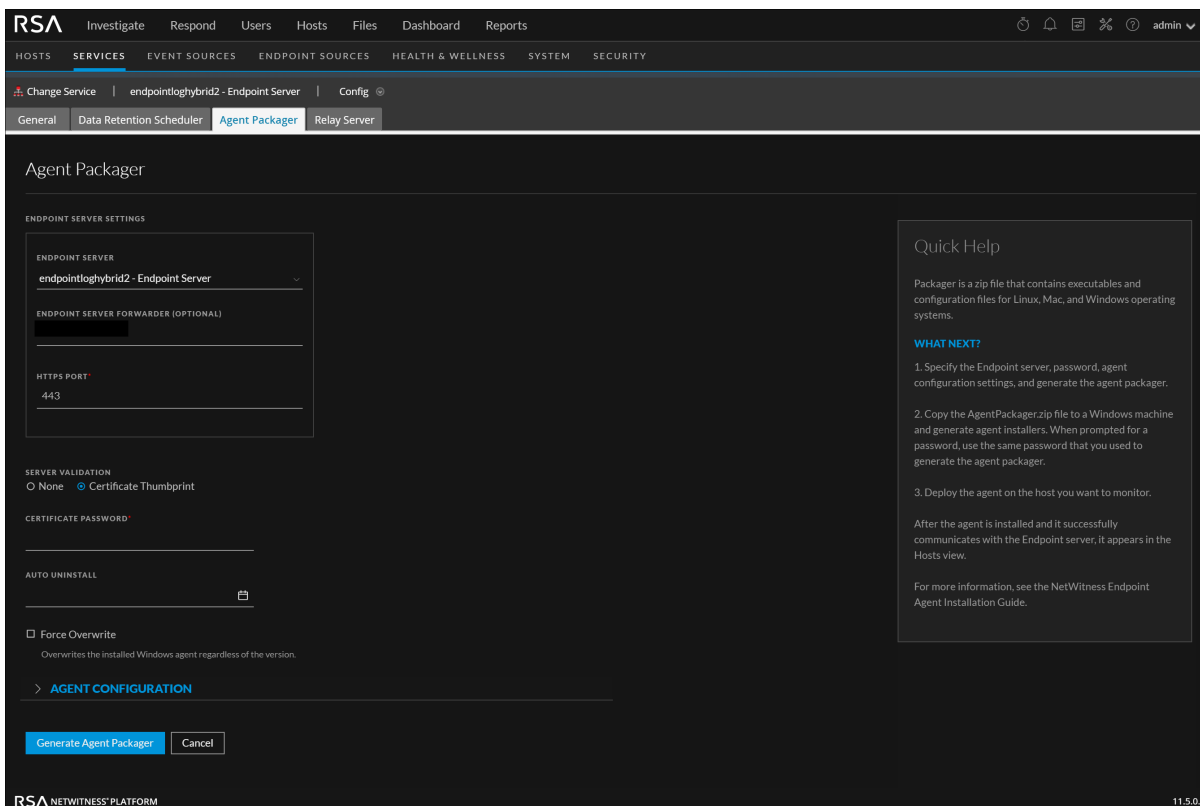 RSA Investigate Respond Users Hosts Files Dashboard Reports admin
HOSTS SERVICES EVENT SOURCES ENDPOINT SOURCES HEALTH & WELLNESS SYSTEM SECURITY
Change Service | endpointloghybrid2 - Endpoint Server | Config
General Data Retention Scheduler Agent Packager Relay Server
Agent Packager
ENDPOINT SERVER SETTINGS
ENDPOINT SERVER
endpointloghybrid2 - Endpoint Server
ENDPOINT SERVER FORWARDER (OPTIONAL)
HTTPS PORT*
443
SERVER VALIDATION
None Certificate Thumbprint
CERTIFICATE PASSWORD*
AUTO UNINSTALL
Force Overwrite
Overwrites the installed Windows agent regardless of the version.
AGENT CONFIGURATION
Generate Agent Packager Cancel
Quick Help
Packager is a zip file that contains executables and
configuration files for Linux, Mac, and Windows operating
systems.
WHAT NEXT?
1. Specify the Endpoint server, password, agent
configuration settings, and generate the agent packager.
2. Copy the AgentPackager.zip file to a Windows machine
and generate agent installers. When prompted for a
password, use the same password that you used to
generate the agent packager.
3. Deploy the agent on the host you want to monitor.
After the agent is installed and it successfully
communicates with the Endpoint server, it appears in the
Hosts view.
For more information, see the NetWitness Endpoint
Agent Installation Guide.
RSA NETWITNESS® PLATFORM 11.5.0